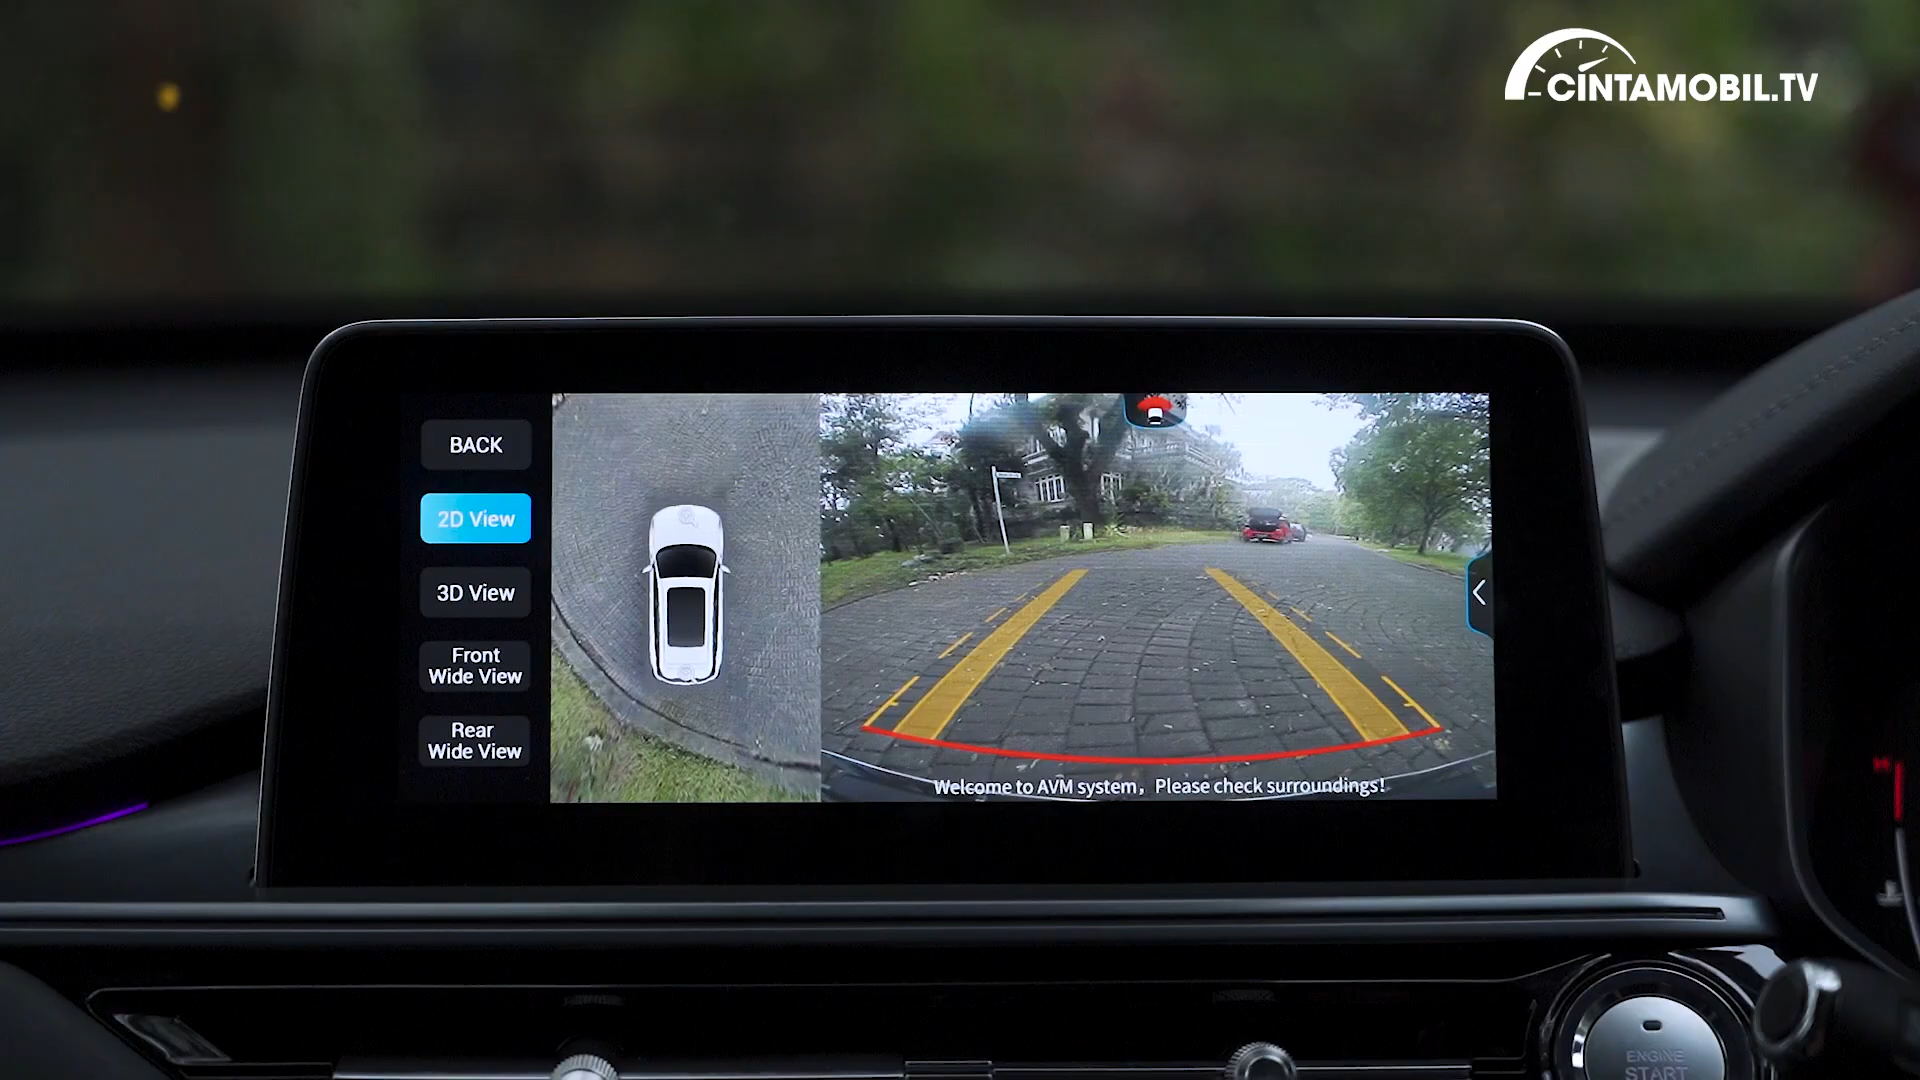 CINTAMOBIL.TV
BACK
2D View
3D View
Front
Wide View
Rear
Wide View
Welcome to AVM system, Please check surroundings!
ENGINE
START